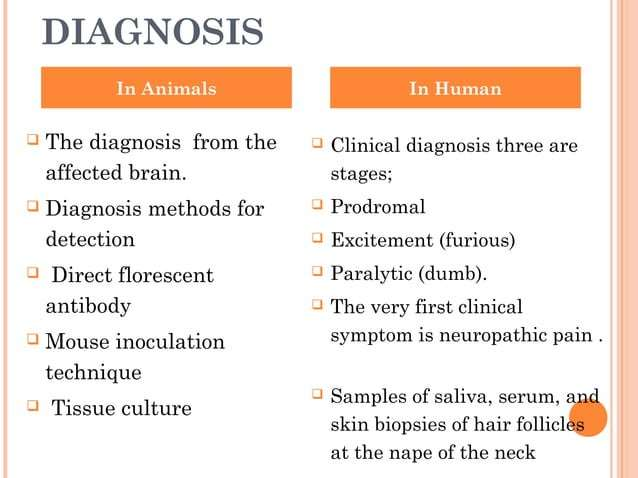 DIAGNOSIS
In Animals
The diagnosis from the
affected brain.
Diagnosis methods for
detection
Direct florescent
antibody
Mouse inoculation
technique
Tissue culture
In Human
Clinical diagnosis three are
stages;
Prodromal
Excitement (furious)
Paralytic (dumb).
The very first clinical
symptom is neuropathic pain .
Samples of saliva, serum, and
skin biopsies of hair follicles
at the nape of the neck